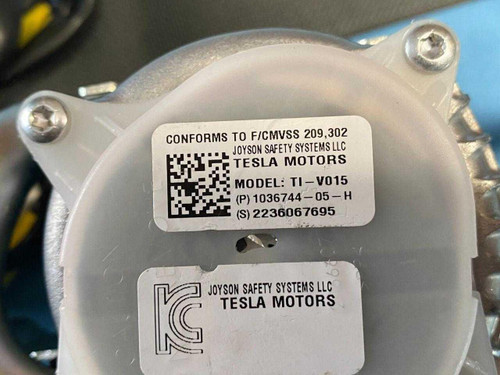 CONFORMS TO F/CMVSS 209,302
JOYSON SAFETY SYSTEMS LLC
TESLA MOTORS
MODEL: TI-V015
(P) 1036744-05-H
(S) 2236067695
JOYSON SAFETY SYSTEMS LLC
TESLA MOTORS